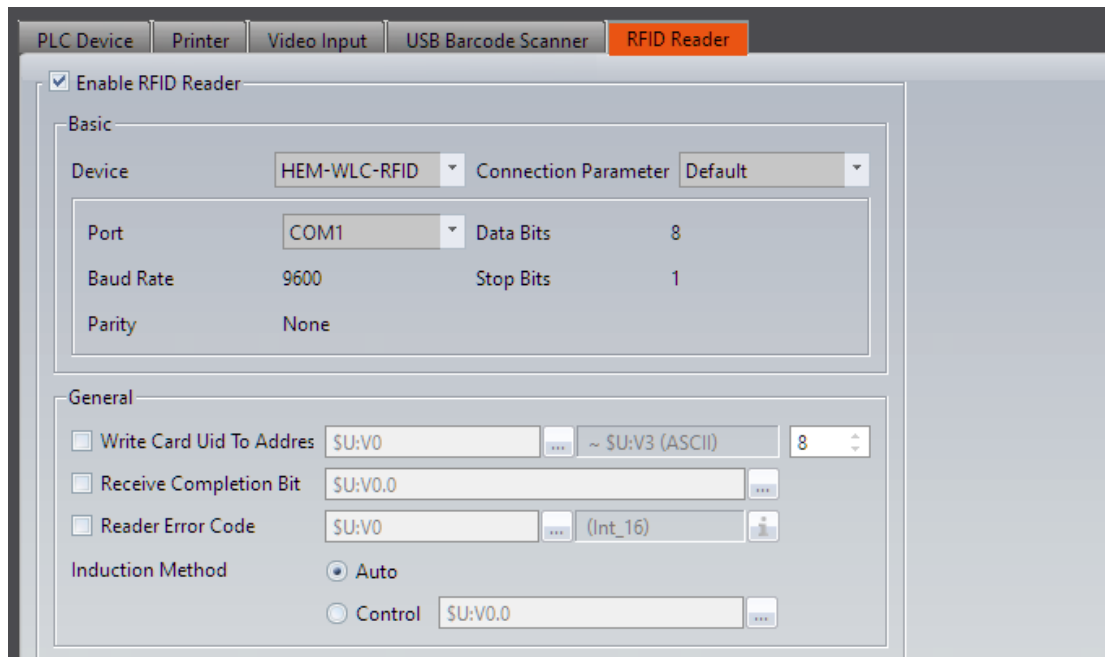 PLC Device Printer Video Input USB Barcode Scanner RFID Reader
Enable RFID Reader
Basic
Device HEM-WLC-RFID Connection Parameter Default
Port COM1 Data Bits 8
Baud Rate 9600 Stop Bits 1
Parity None
General
Write Card Uid To Addres $U:V0 ... ~ $U:V3 (ASCII) 8
Receive Completion Bit $U:V0.0 ...
Reader Error Code $U:V0 ... (Int_16) i
Induction Method Auto
Control $U:V0.0 ...